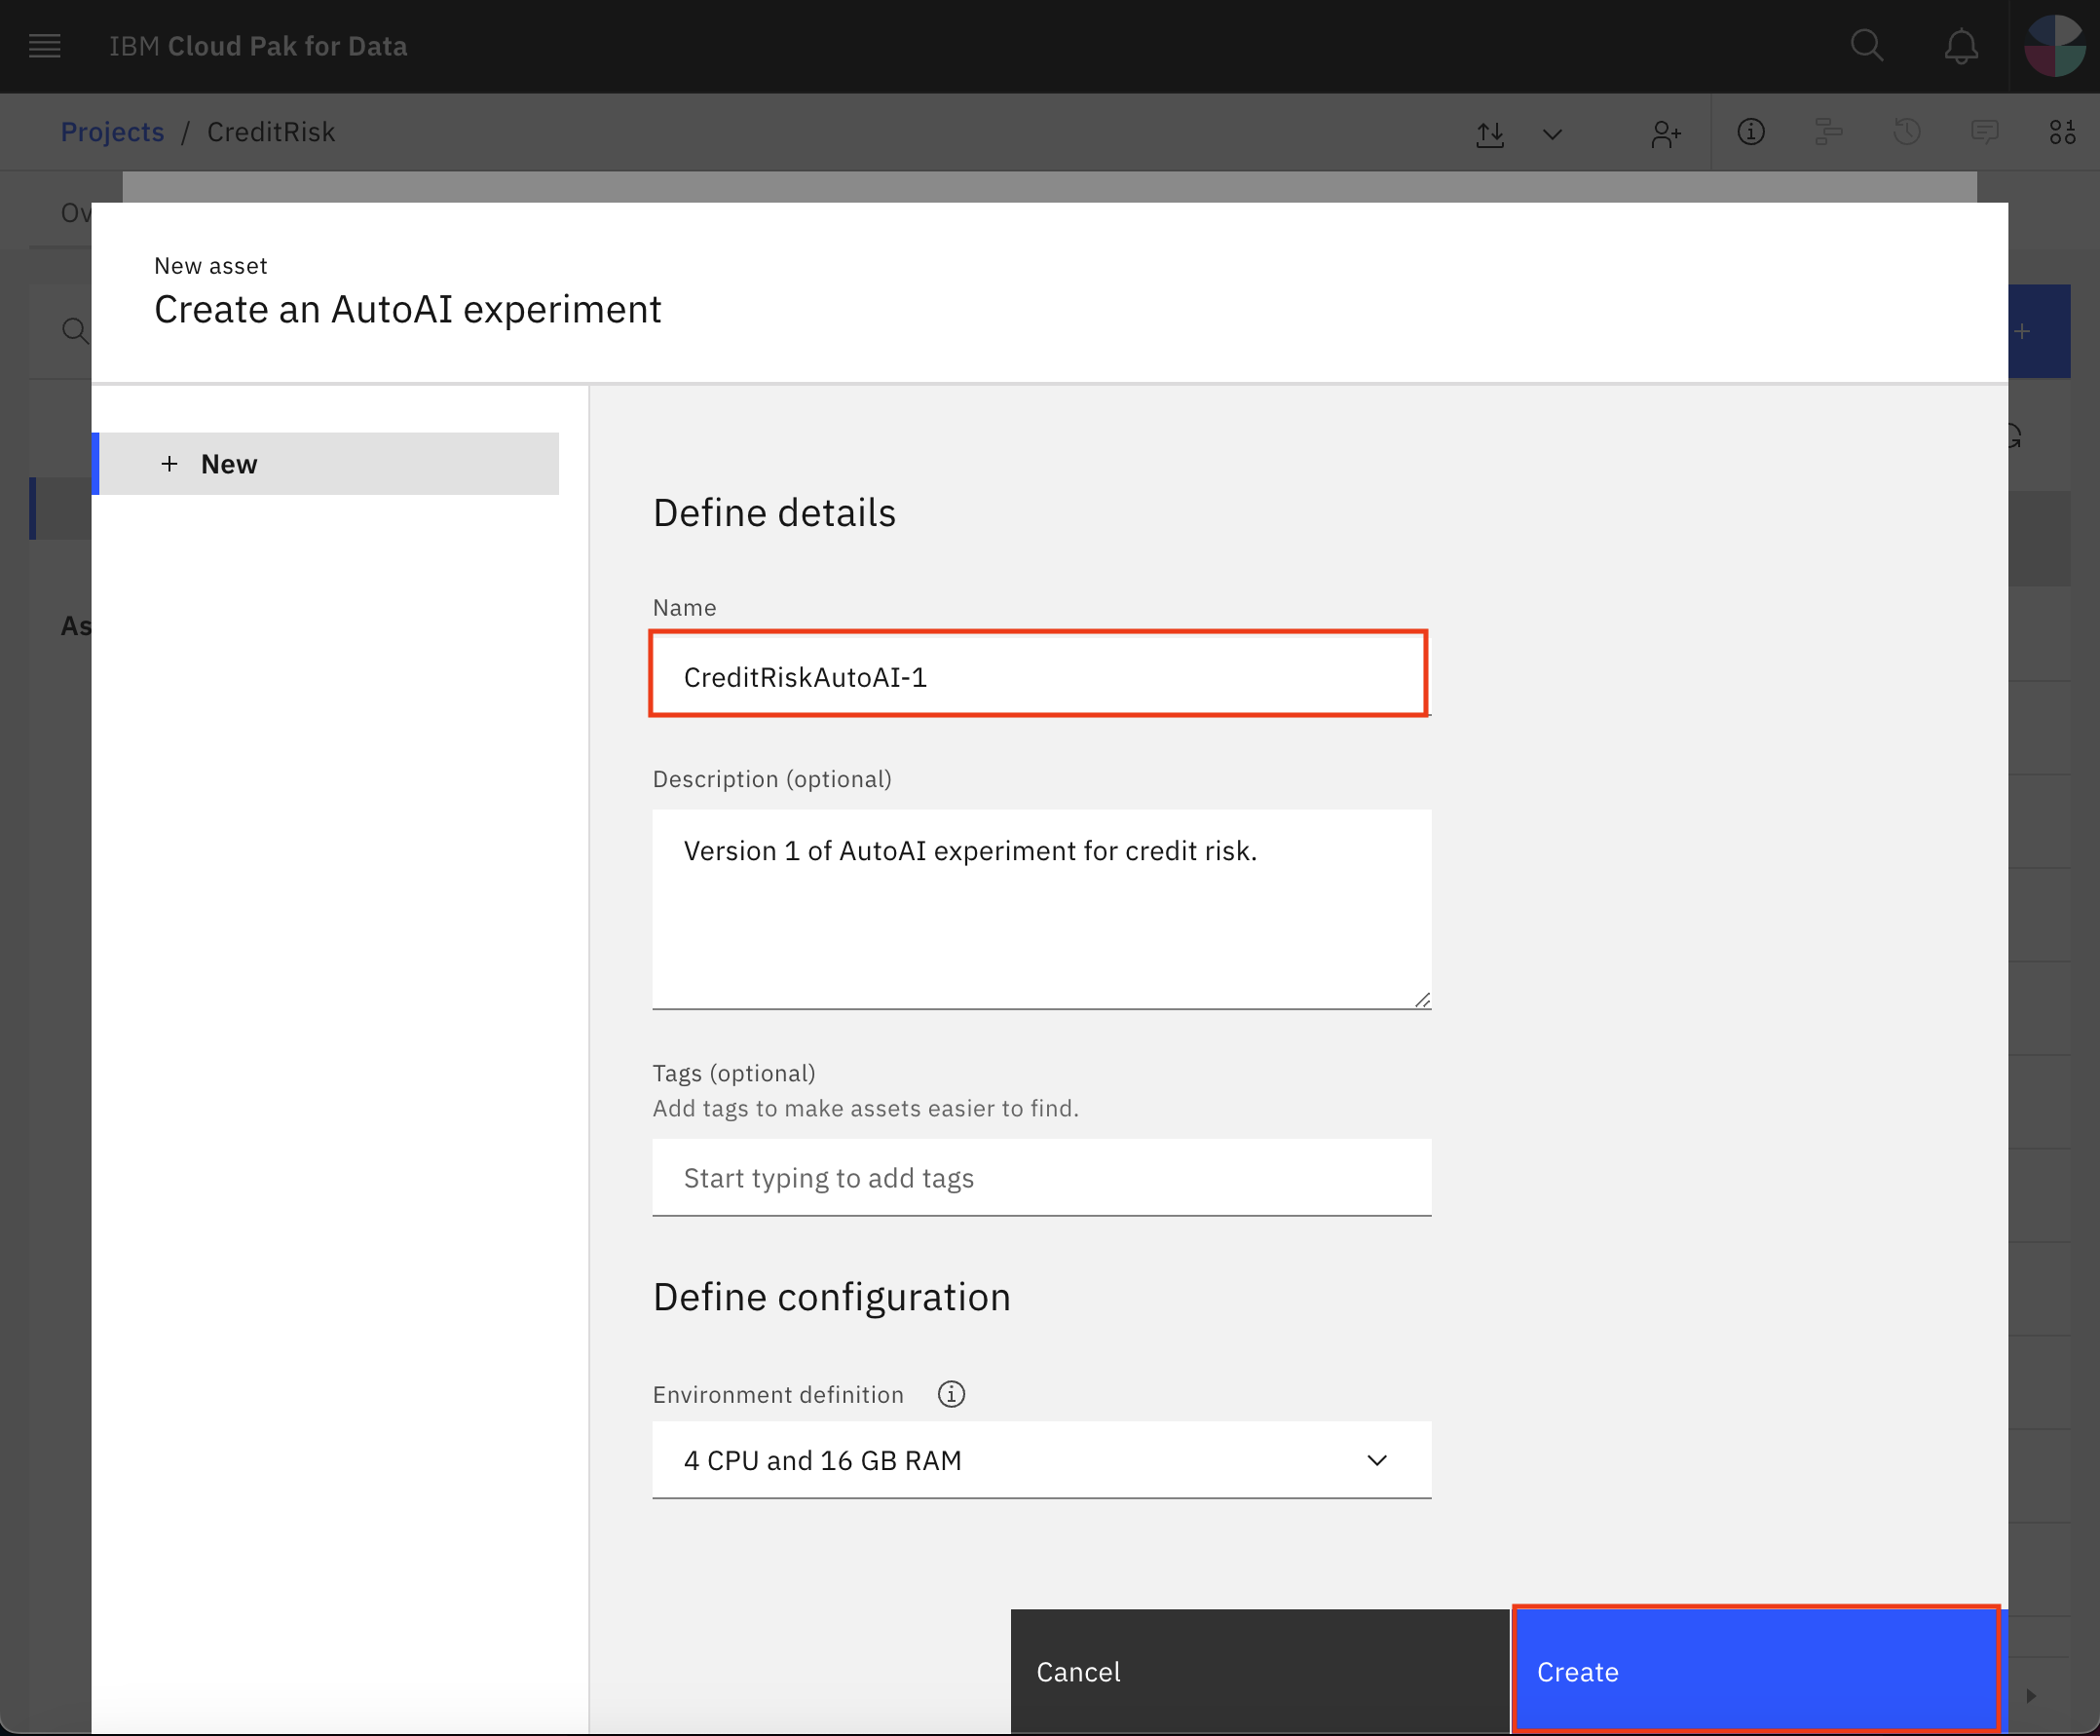 IBM Cloud Pak for Data
Projects / CreditRisk
New asset
Create an AutoAI experiment
+ New
Define details
Name
CreditRiskAutoAI-1
Description (optional)
Version 1 of AutoAI experiment for credit risk.
Tags (optional)
Add tags to make assets easier to find.
Start typing to add tags
Define configuration
Environment definition
4 CPU and 16 GB RAM
Cancel
Create